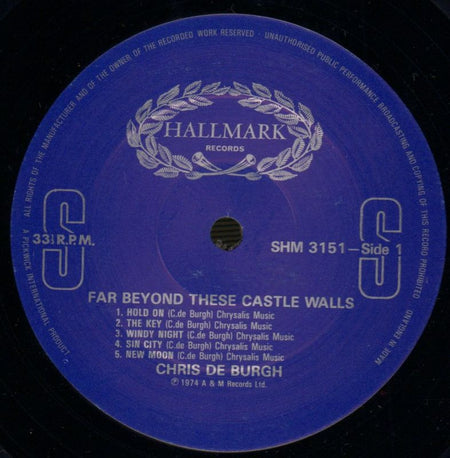 ALL RIGHTS OF THE MANUFACTURER AND OF THE OWNER OF THE RECORDED WORK RESERVED · UNAUTHORISED PUBLIC PERFORMANCE BROADCASTING AND COPYING OF THIS RECORD PROHIBITED
HALLMARK
RECORDS
S
S
33⅓ R.P.M.
SHM 3151—Side 1
FAR BEYOND THESE CASTLE WALLS
1. HOLD ON (C.de Burgh) Chrysalis Music
2. THE KEY (C.de Burgh) Chrysalis Music
3. WINDY NIGHT (C.de Burgh) Chrysalis Music
4. SIN CITY (C.de Burgh) Chrysalis Music
5. NEW MOON (C.de Burgh) Chrysalis Music
CHRIS DE BURGH
℗ 1974 A & M Records Ltd.
A PICKWICK INTERNATIONAL PRODUCT ·
MADE IN ENGLAND